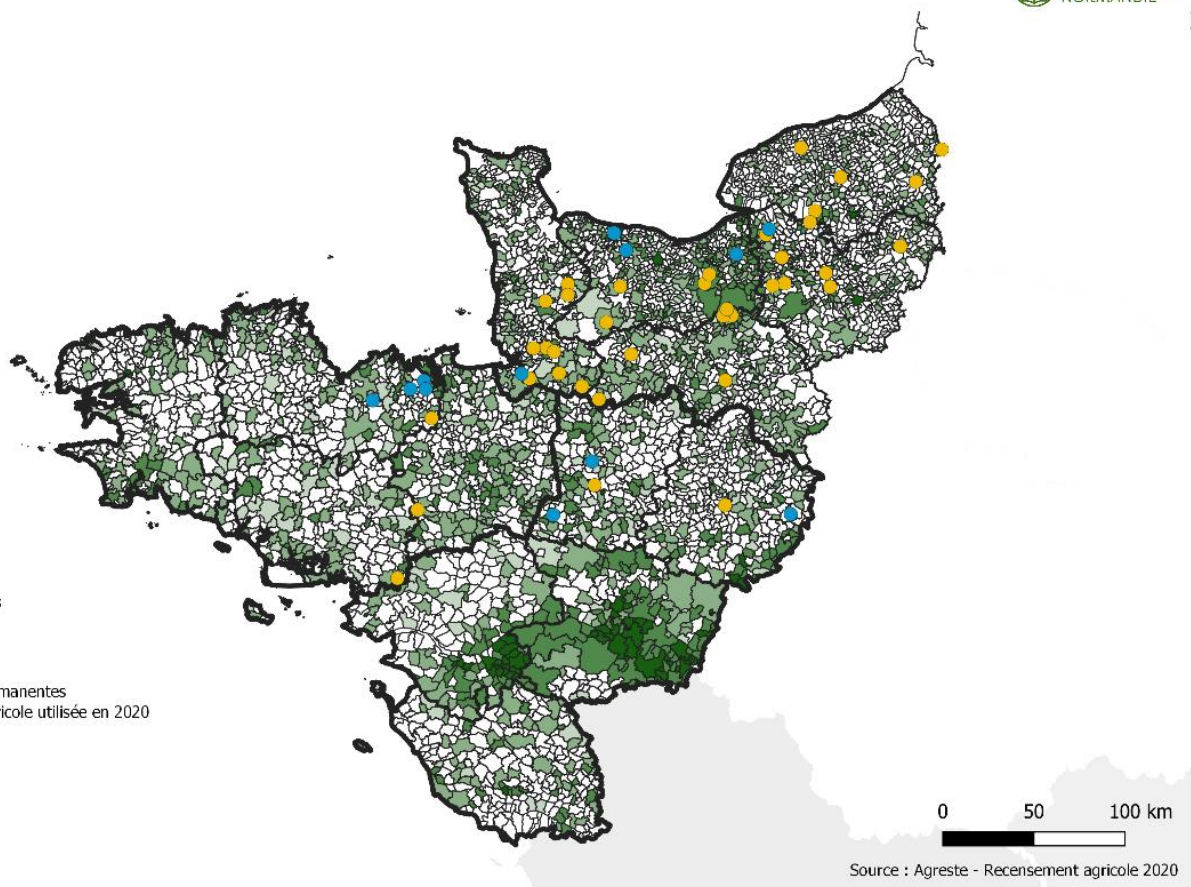 manentes
icole utilisée en 2020
0 50 100 km
Source : Agreste - Recensement agricole 2020